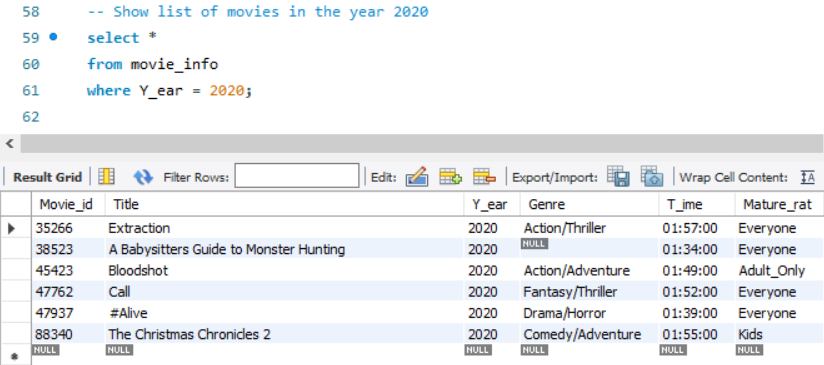 58 -- Show list of movies in the year 2020
59 select *
60 from movie_info
61 where Y_ear = 2020;
62
Result Grid Filter Rows: Edit: Export/Import: Wrap Cell Content:
Movie_id Title Y_ear Genre T_ime Mature_rat
35266 Extraction 2020 Action/Thriller 01:57:00 Everyone
38523 A Babysitters Guide to Monster Hunting 2020 NULL 01:34:00 Everyone
45423 Bloodshot 2020 Action/Adventure 01:49:00 Adult_Only
47762 Call 2020 Fantasy/Thriller 01:52:00 Everyone
47937 #Alive 2020 Drama/Horror 01:39:00 Everyone
88340 The Christmas Chronicles 2 2020 Comedy/Adventure 01:55:00 Kids
NULL NULL NULL NULL NULL NULL